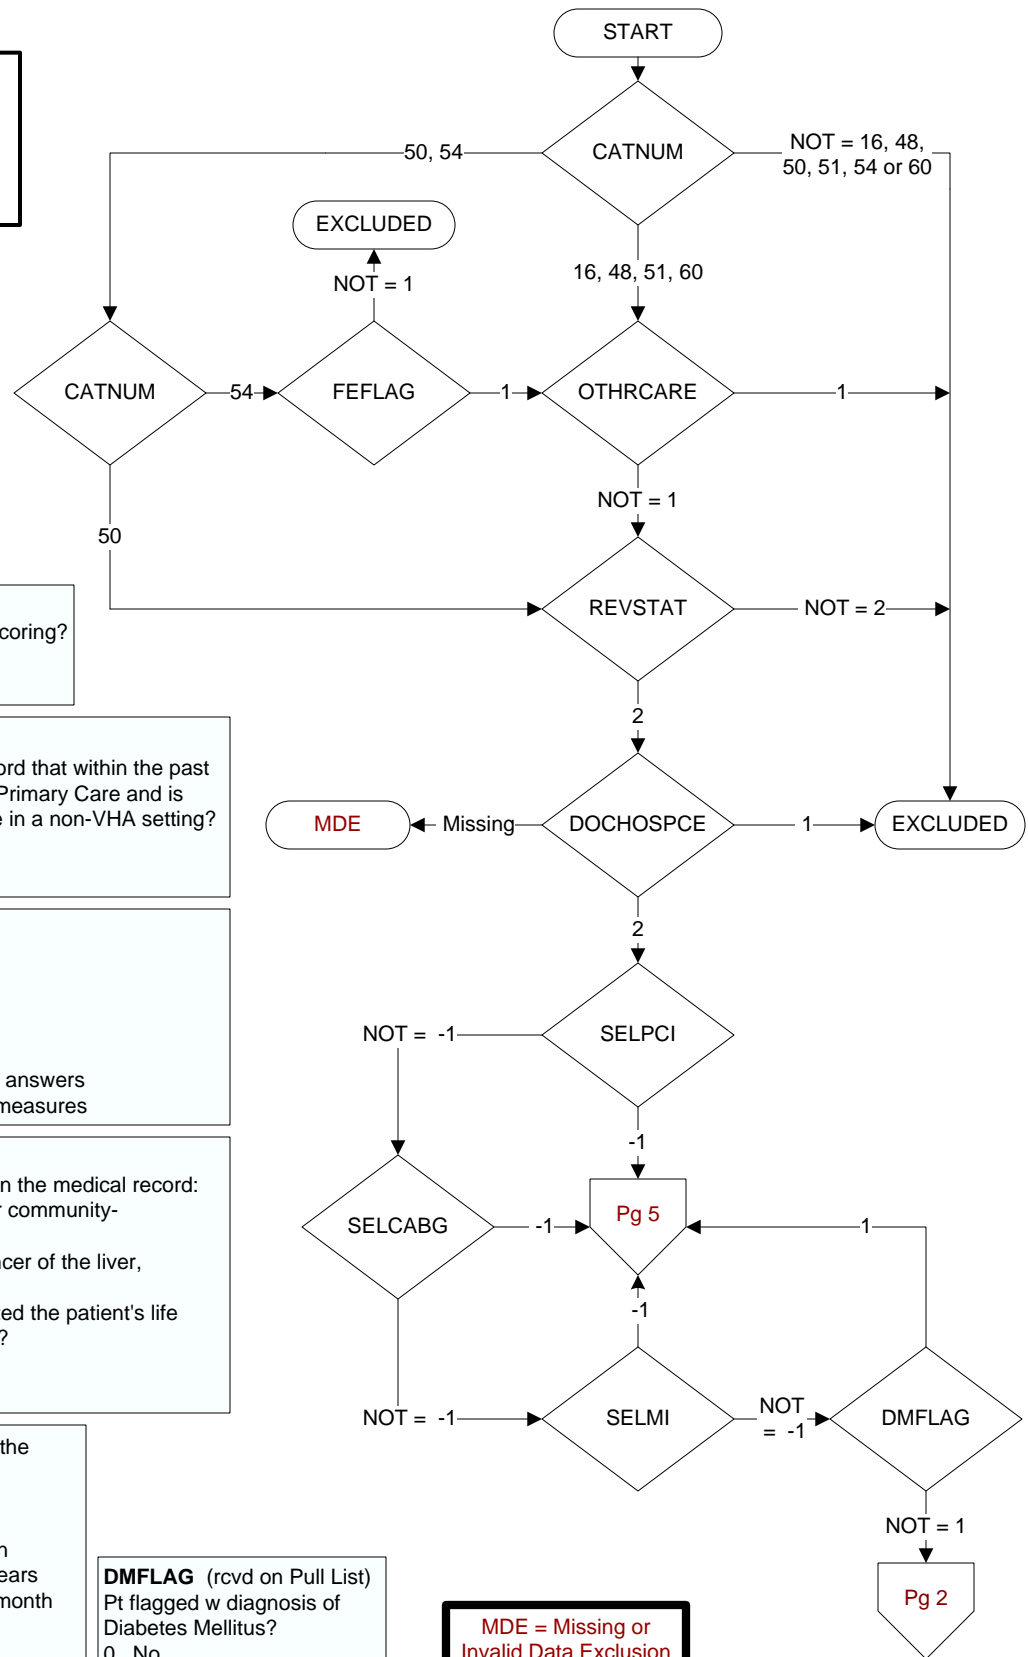 START
CATNUM
50, 54
NOT = 16, 48,
50, 51, 54 or 60
EXCLUDED
NOT = 1
16, 48, 51, 60
CATNUM
54
FEFLAG
1
OTHRCARE
1
NOT = 1
50
REVSTAT
NOT = 2
coring?
2
ord that within the past
Primary Care and is
e in a non-VHA setting?
MDE
Missing
DOCHOSPCE
1
EXCLUDED
2
answers
measures
NOT = -1
SELPCI
-1
n the medical record:
r community-
cer of the liver,
ed the patient's life
?
SELCABG
-1
Pg 5
1
-1
NOT = -1
SELMI
NOT
= -1
DMFLAG
the
n
ears
month
NOT = 1
Pg 2
DMFLAG (rcvd on Pull List)
Pt flagged w diagnosis of
Diabetes Mellitus?
0 No
MDE = Missing or
Invalid Data Exclusion